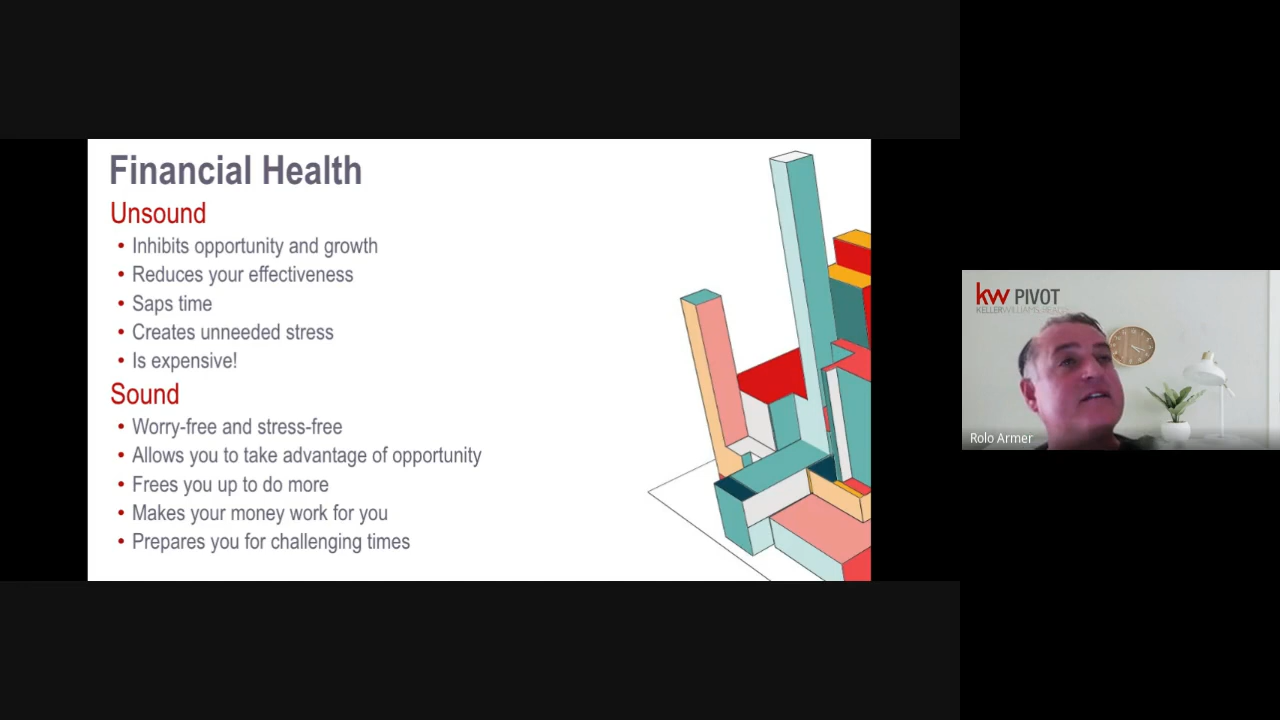 Financial Health
Unsound
• Inhibits opportunity and growth
• Reduces your effectiveness
• Saps time
• Creates unneeded stress
• Is expensive!
Sound
• Worry-free and stress-free
• Allows you to take advantage of opportunity
• Frees you up to do more
• Makes your money work for you
• Prepares you for challenging times
kw PIVOT
KELLERWILLIAMS.
Rolo Armer